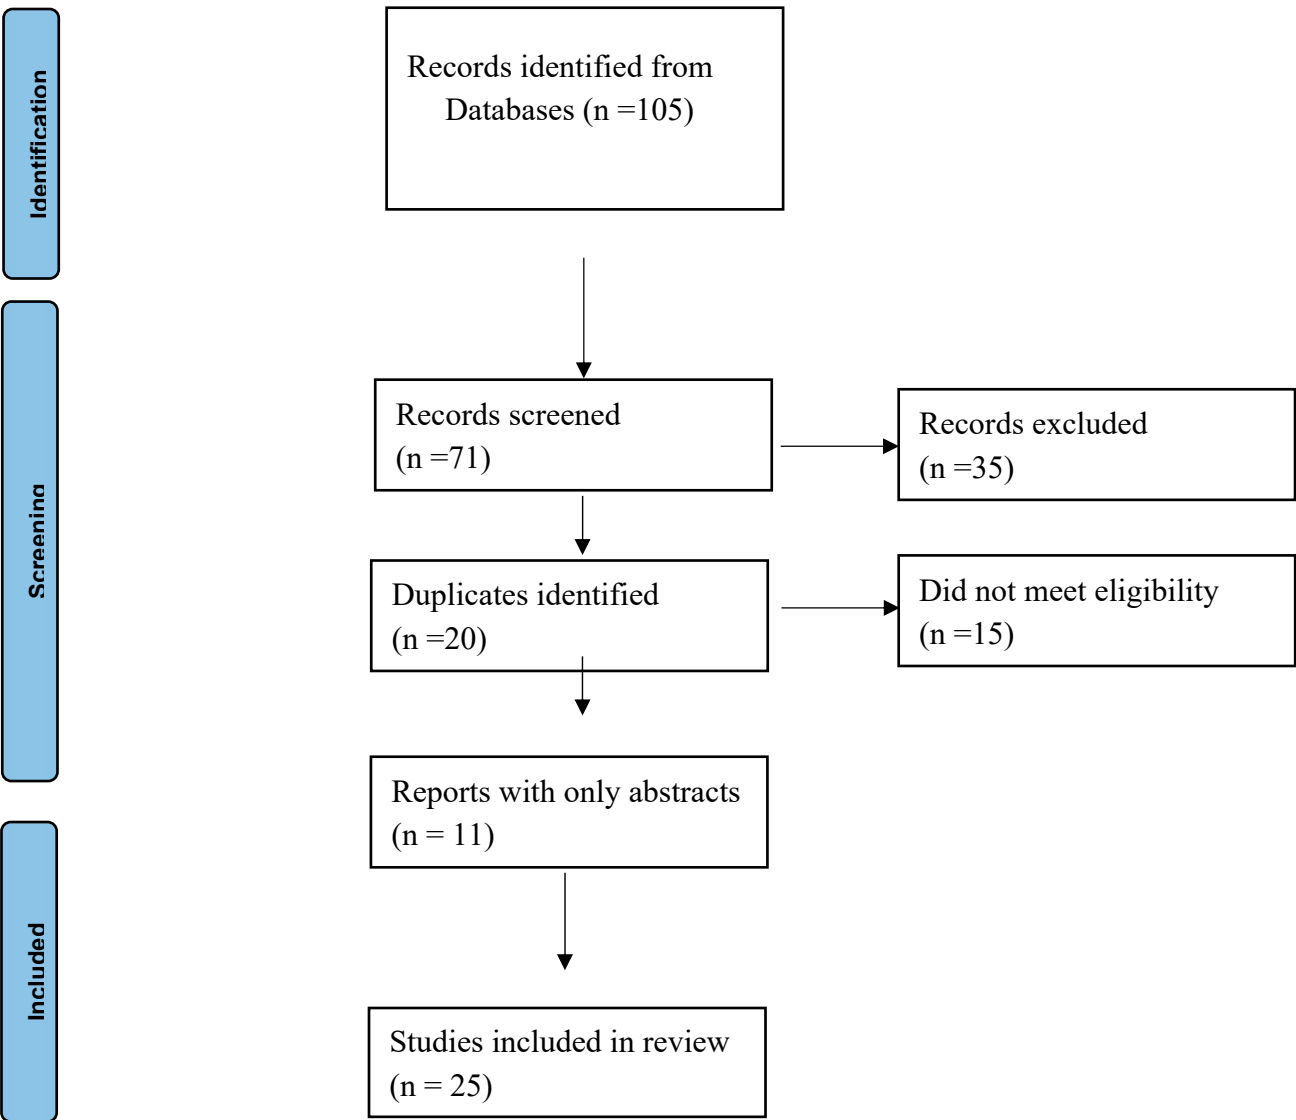 Identification
Records identified from
Databases (n =105)
Screening
Records screened
(n =71)
Records excluded
(n =35)
Duplicates identified
(n =20)
Did not meet eligibility
(n =15)
Reports with only abstracts
(n = 11)
Included
Studies included in review
(n = 25)